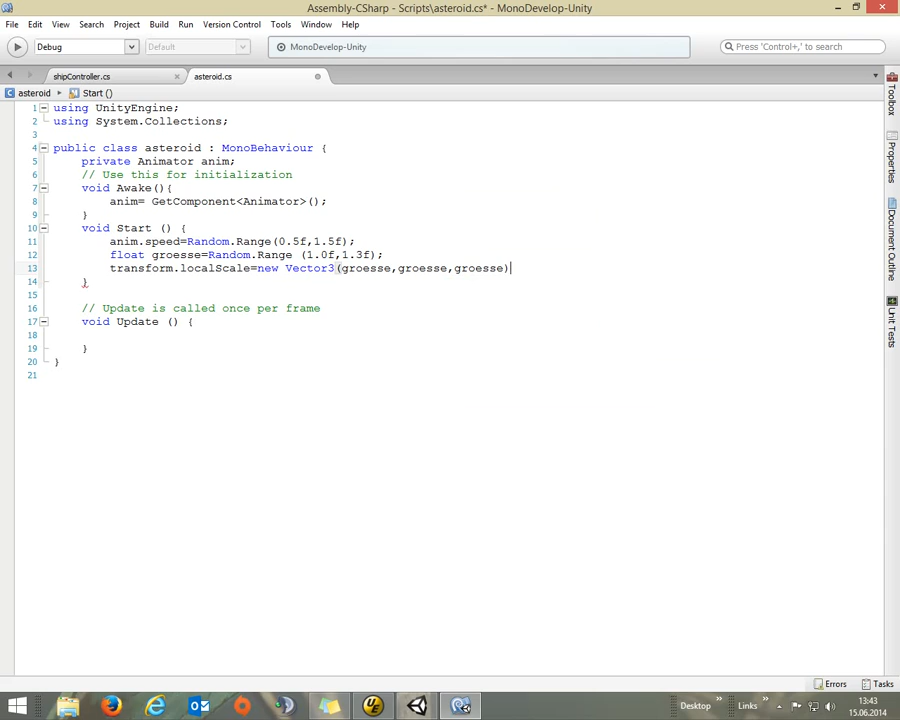 Assembly-CSharp - Scripts\asteroid.cs* - MonoDevelop-Unity
File Edit View Search Project Build Run Version Control Tools Window Help
Debug Default MonoDevelop-Unity Press 'Control+,' to search
shipController.cs × asteroid.cs
asteroid Start ()
1 using UnityEngine;
2 using System.Collections;
3
4 public class asteroid : MonoBehaviour {
5 private Animator anim;
6 // Use this for initialization
7 void Awake(){
8 anim= GetComponent<Animator>();
9 }
10 void Start () {
11 anim.speed=Random.Range(0.5f,1.5f);
12 float groesse=Random.Range (1.0f,1.3f);
13 transform.localScale=new Vector3(groesse,groesse,groesse)
14 }
15
16 // Update is called once per frame
17 void Update () {
18
19 }
20 }
21
Toolbox
Properties
Document Outline
Unit Tests
Errors Tasks
Desktop » Links » 13:43
15.06.2014